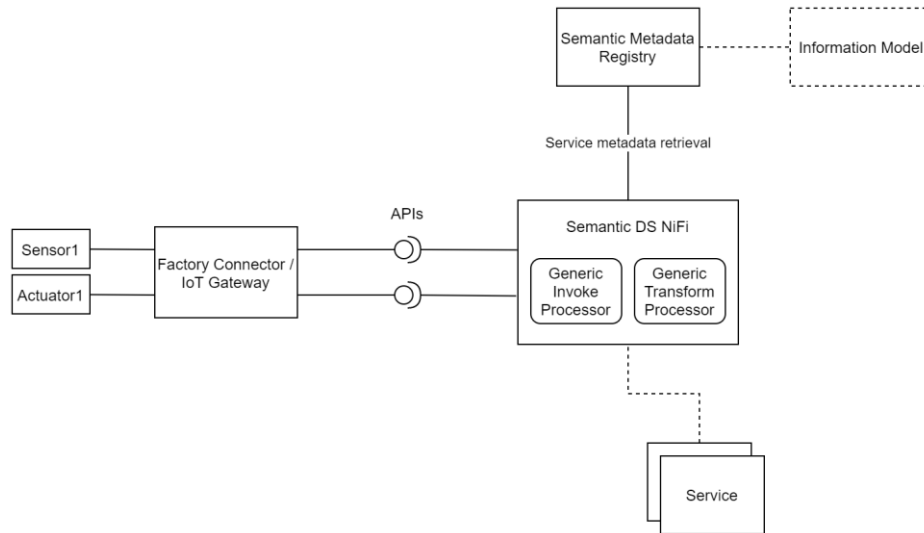 Semantic Metadata
Registry
Information Model
Service metadata retrieval
APIs
Semantic DS NiFi
Sensor1
Factory Connector /
IoT Gateway
Actuator1
Generic
Invoke
Processor
Generic
Transform
Processor
Service